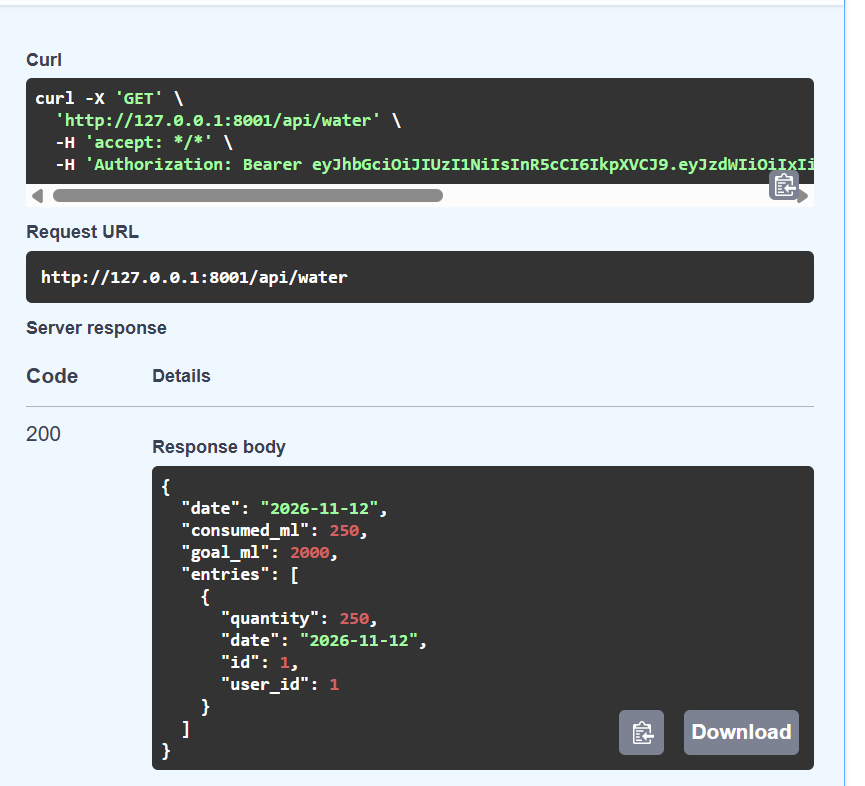 Curl
curl -X 'GET' \
  'http://127.0.0.1:8001/api/water' \
  -H 'accept: */*' \
  -H 'Authorization: Bearer eyJhbGciOiJIUzI1NiIsInR5cCI6IkpXVCJ9.eyJzdWIiOiIxIi
Request URL
http://127.0.0.1:8001/api/water
Server response
Code Details
200
Response body
{
  "date": "2026-11-12",
  "consumed_ml": 250,
  "goal_ml": 2000,
  "entries": [
    {
      "quantity": 250,
      "date": "2026-11-12",
      "id": 1,
      "user_id": 1
    }
  ]
}
Download